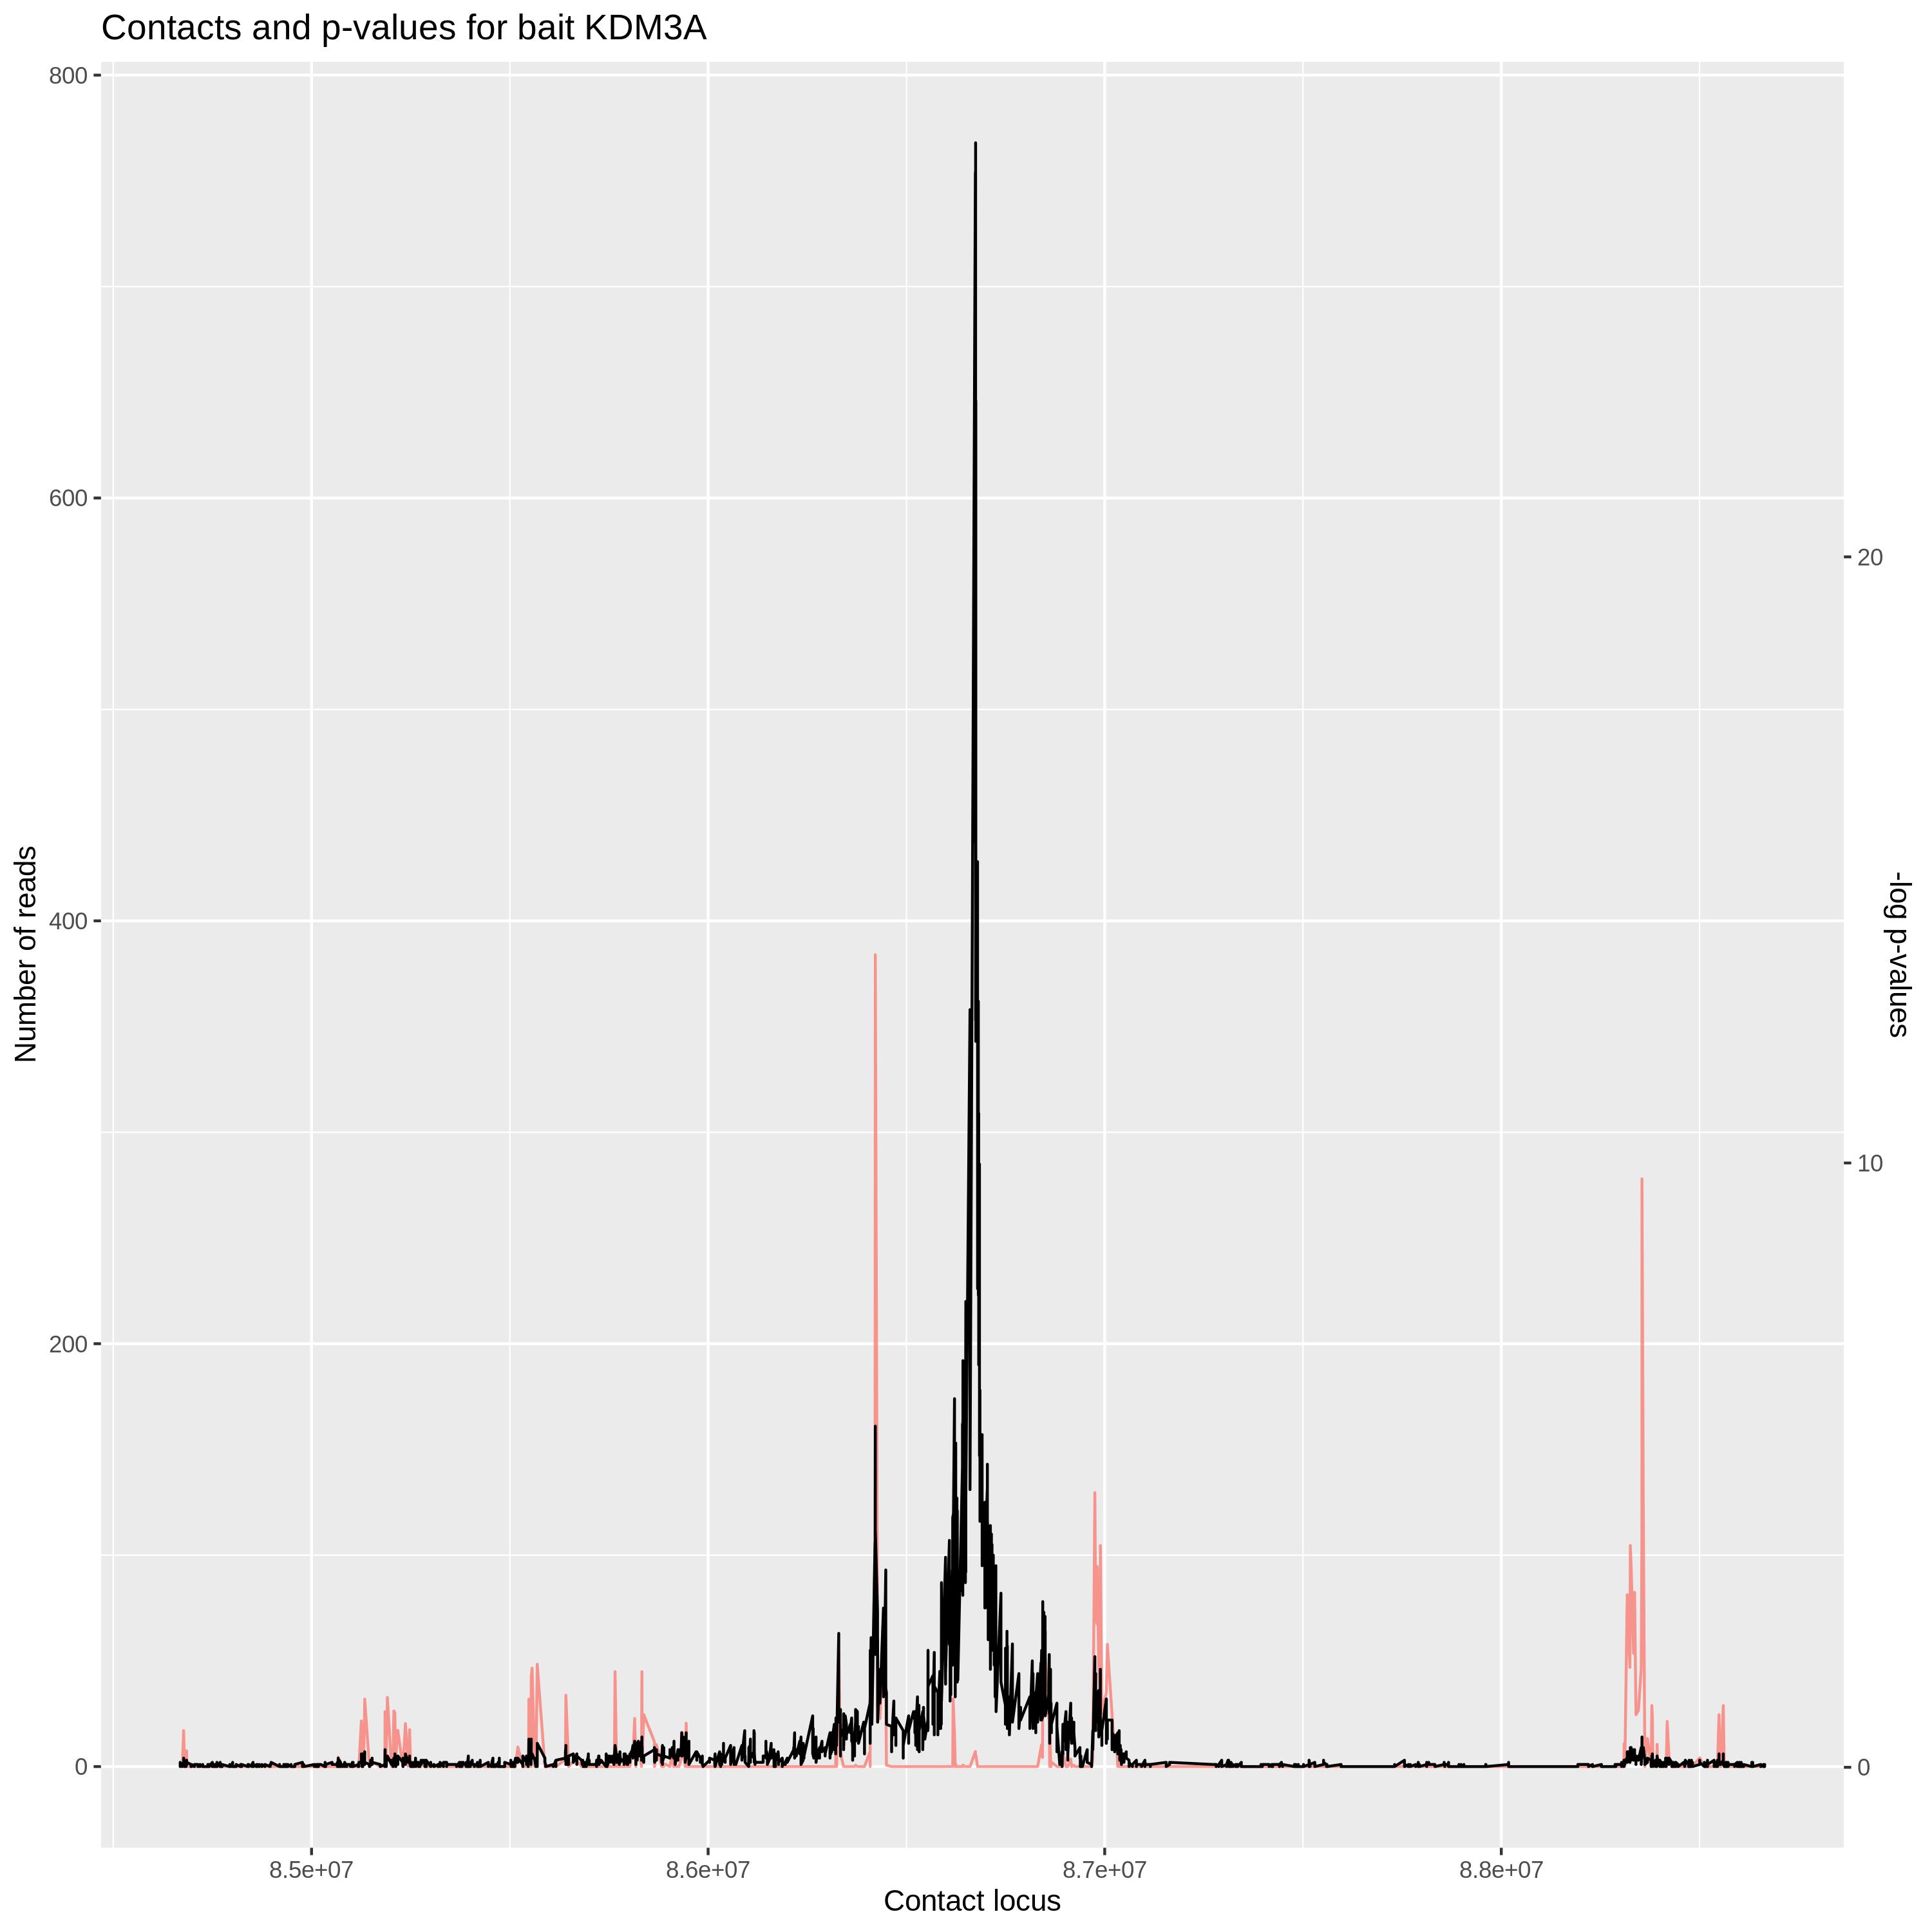 Contacts and p-values for bait KDM3A
800
600
400
200
0
Number of reads
20
10
0
-log p-values
8.5e+07 8.6e+07 8.7e+07 8.8e+07
Contact locus